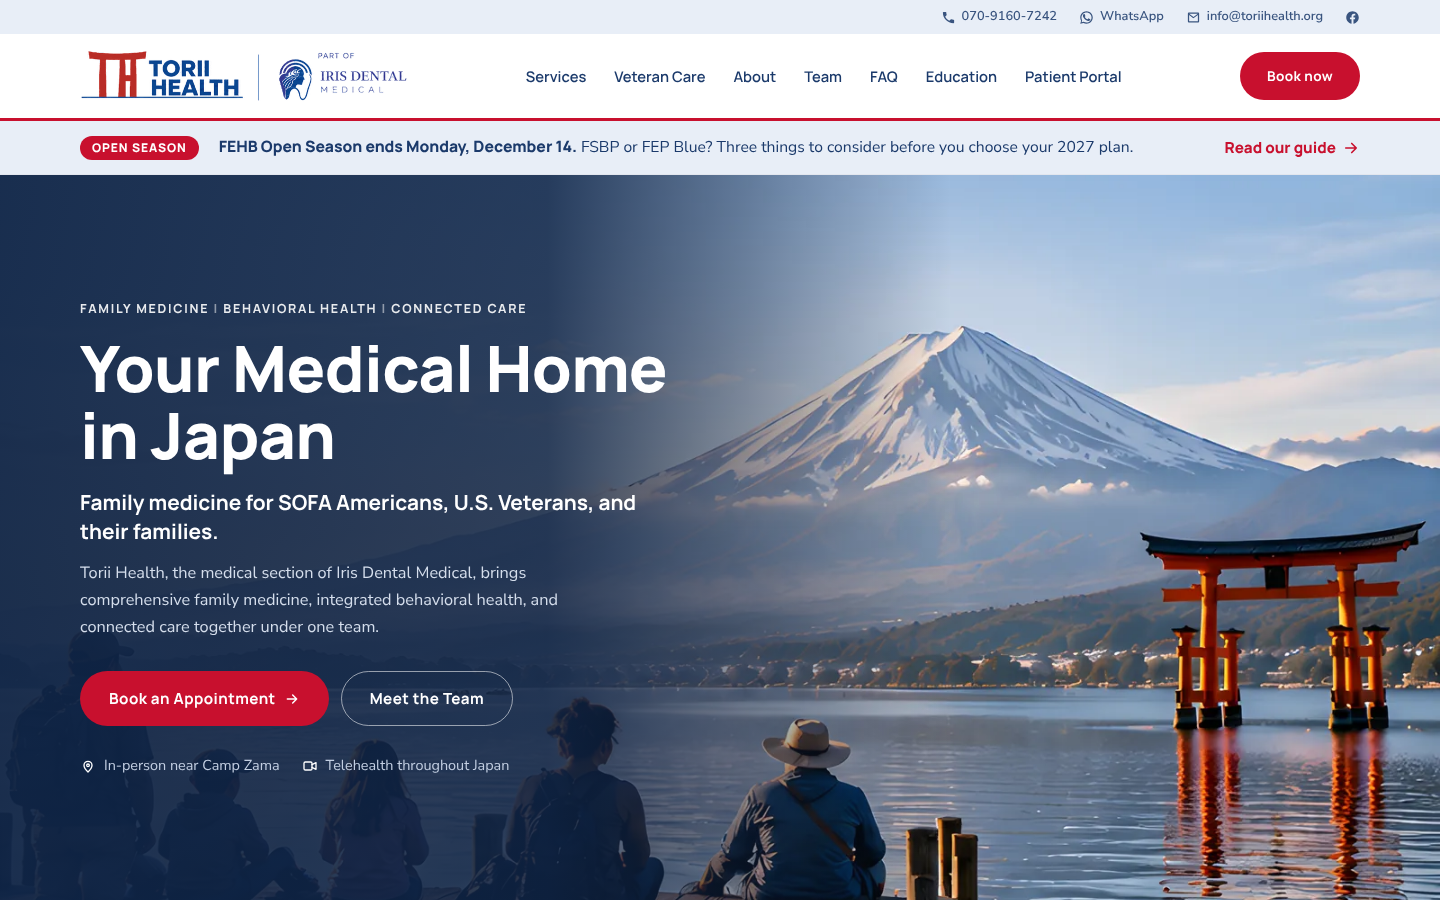 070-9160-7242 WhatsApp info@toriihealth.org
TORII HEALTH
PART OF
IRIS DENTAL
MEDICAL
Services Veteran Care About Team FAQ Education Patient Portal
Book now
OPEN SEASON FEHB Open Season ends Monday, December 14. FSBP or FEP Blue? Three things to consider before you choose your 2027 plan. Read our guide →
FAMILY MEDICINE | BEHAVIORAL HEALTH | CONNECTED CARE
Your Medical Home
in Japan
Family medicine for SOFA Americans, U.S. Veterans, and
their families.
Torii Health, the medical section of Iris Dental Medical, brings
comprehensive family medicine, integrated behavioral health, and
connected care together under one team.
Book an Appointment → Meet the Team
In-person near Camp Zama Telehealth throughout Japan